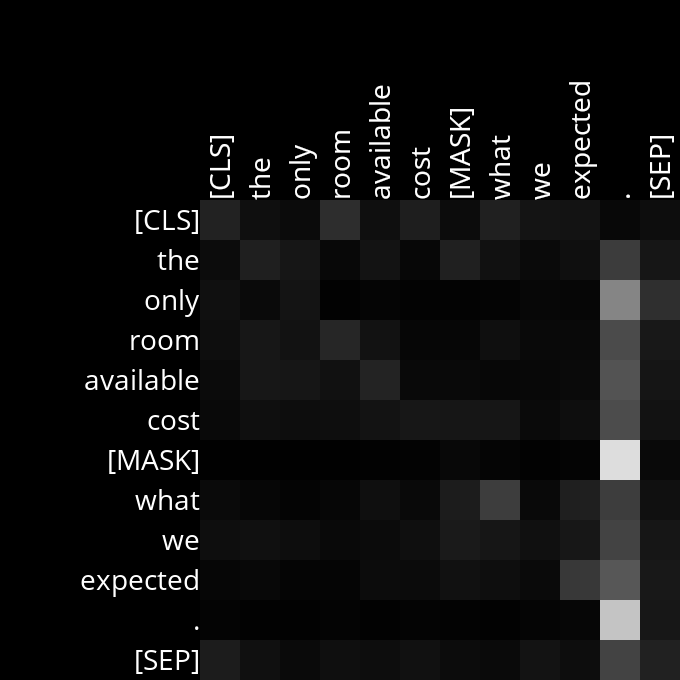 [CLS] the only room available cost [MASK] what we expected . [SEP]
[CLS]
the
only
room
available
cost
[MASK]
what
we
expected
.
[SEP]